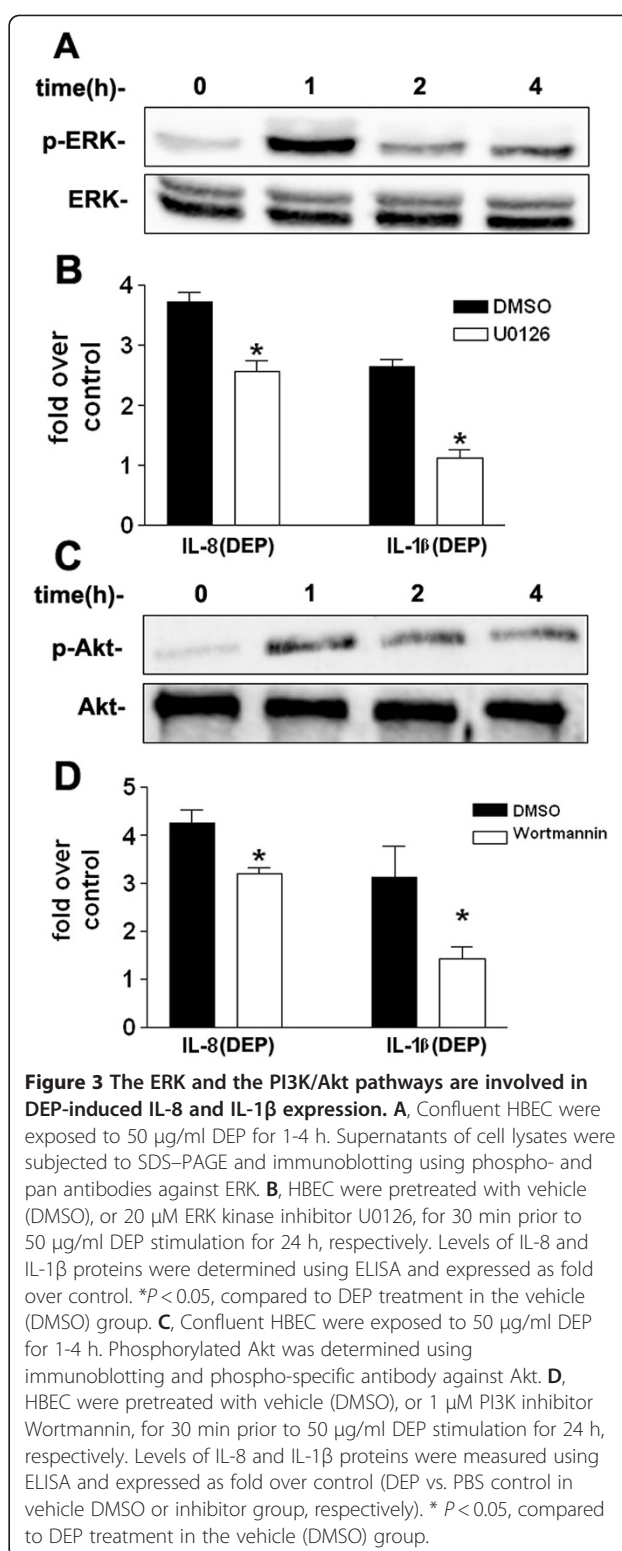 A
time(h)- 0 1 2 4
p-ERK-
ERK-
B
fold over control
4
3
2
1
0
DMSO
U0126
*
*
IL-8(DEP) IL-1β(DEP)
C
time(h)- 0 1 2 4
p-Akt-
Akt-
D
fold over control
5
4
3
2
1
0
DMSO
Wortmannin
*
*
IL-8(DEP) IL-1β(DEP)
Figure 3 The ERK and the PI3K/Akt pathways are involved in
DEP-induced IL-8 and IL-1β expression. A, Confluent HBEC were
exposed to 50 μg/ml DEP for 1-4 h. Supernatants of cell lysates were
subjected to SDS–PAGE and immunoblotting using phospho- and
pan antibodies against ERK. B, HBEC were pretreated with vehicle
(DMSO), or 20 μM ERK kinase inhibitor U0126, for 30 min prior to
50 μg/ml DEP stimulation for 24 h, respectively. Levels of IL-8 and
IL-1β proteins were determined using ELISA and expressed as fold
over control. *P < 0.05, compared to DEP treatment in the vehicle
(DMSO) group. C, Confluent HBEC were exposed to 50 μg/ml DEP
for 1-4 h. Phosphorylated Akt was determined using
immunoblotting and phospho-specific antibody against Akt. D,
HBEC were pretreated with vehicle (DMSO), or 1 μM PI3K inhibitor
Wortmannin, for 30 min prior to 50 μg/ml DEP stimulation for 24 h,
respectively. Levels of IL-8 and IL-1β proteins were measured using
ELISA and expressed as fold over control (DEP vs. PBS control in
vehicle DMSO or inhibitor group, respectively). * P < 0.05, compared
to DEP treatment in the vehicle (DMSO) group.